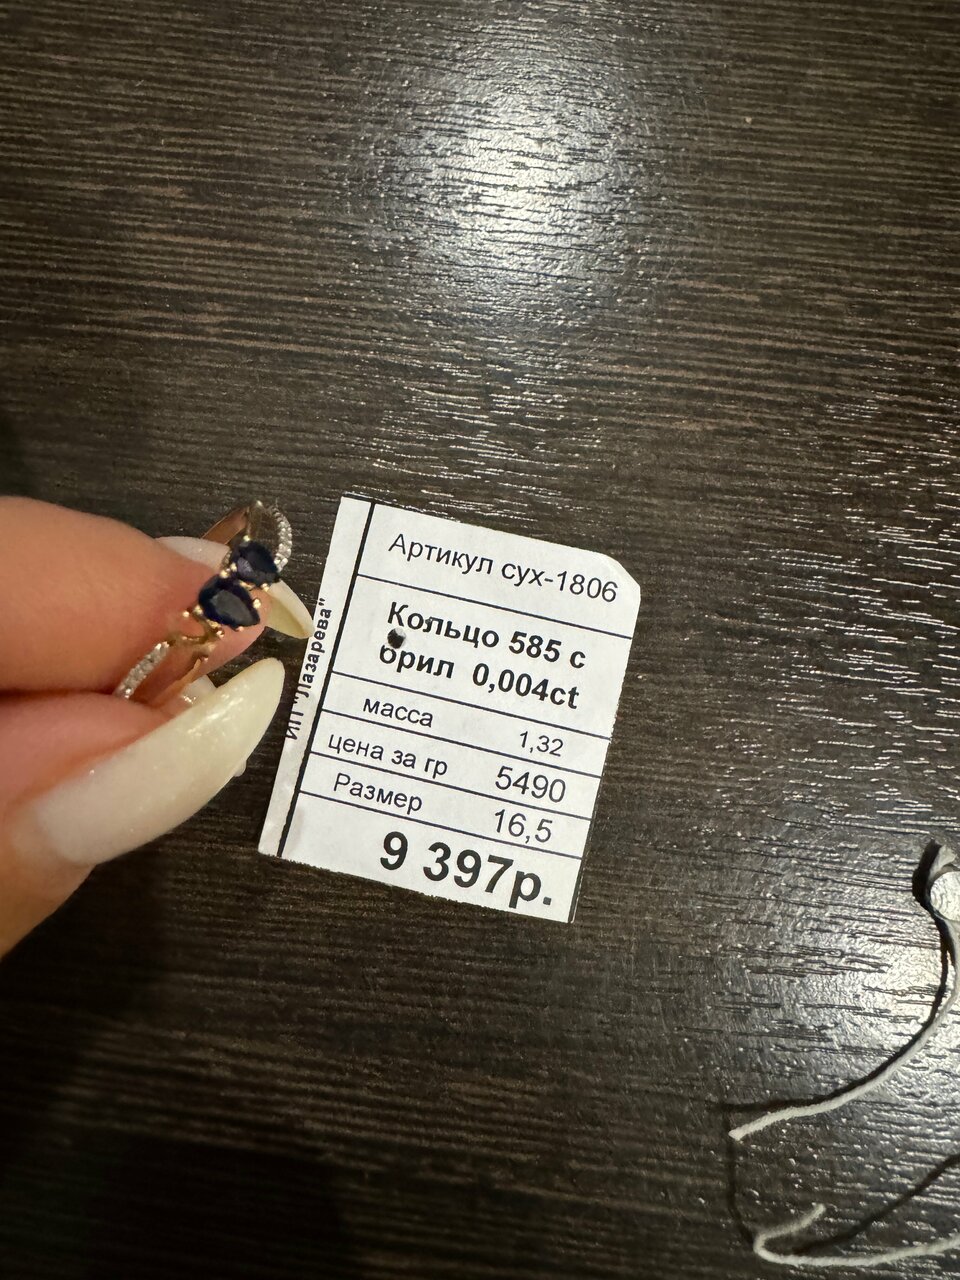 Артикул сух-1806
Кольцо 585 с
брил 0,004ct
масса 1,32
цена за гр 5490
Размер 16,5
9 397р.
ИП "Лазарева"